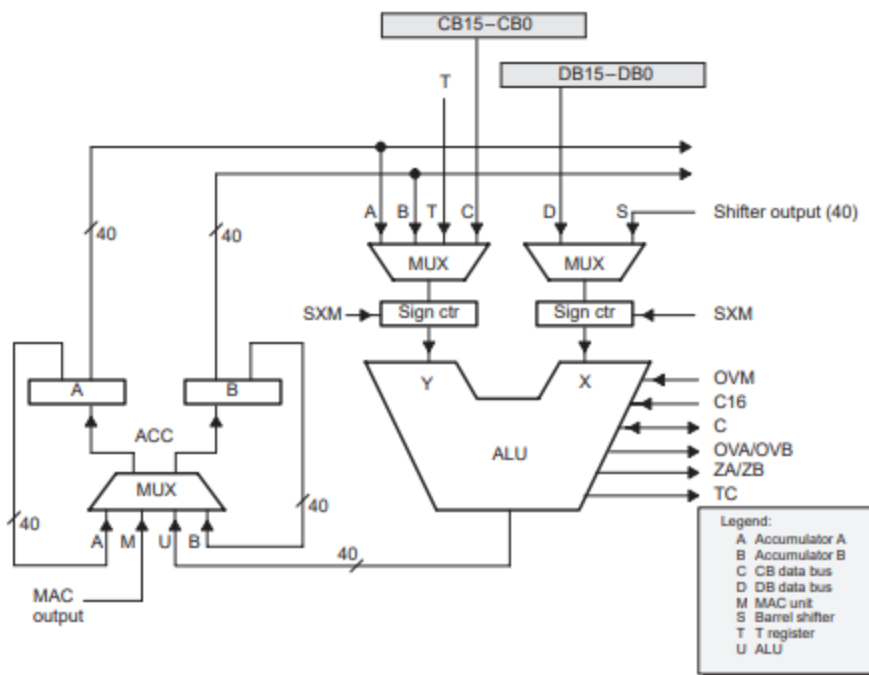 CB15–CB0
DB15–DB0
T
A
B
T
C
D
S
Shifter output (40)
40
40
MUX
MUX
SXM
Sign ctr
Sign ctr
SXM
Y
X
OVM
A
B
C16
C
ACC
ALU
OVA/OVB
ZA/ZB
MUX
TC
40
40
A
M
U
B
40
MAC
output
Legend:
A Accumulator A
B Accumulator B
C CB data bus
D DB data bus
M MAC unit
S Barrel shifter
T T register
U ALU